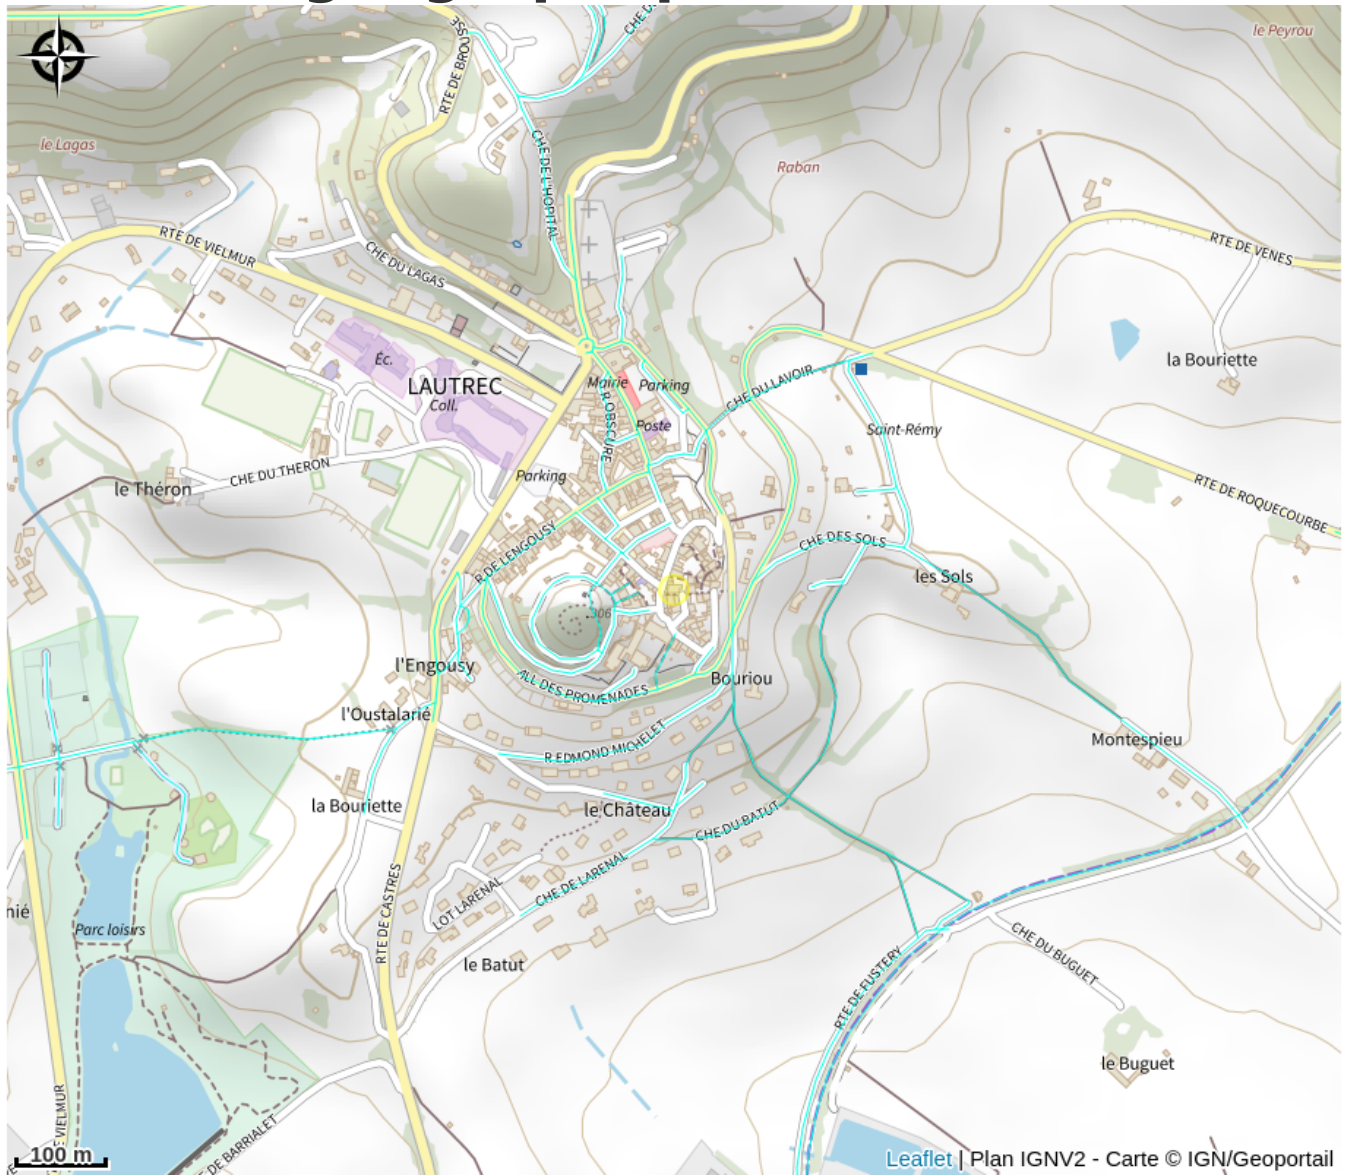 RTE DE BROUSSE
CHE D
le Peyrou
le Lagas
CHE DE L'HOPITAL
Raban
RTE DE VIELMUR
CHE DU LAGAS
RTE DE VENES
la Bouriette
Éc.
LAUTREC
Coll.
Mairie
Parking
R OBSCURE
Poste
CHE DU LAVOIR
Saint-Rémy
CHE DU THERON
le Théron
Parking
RTE DE ROQUECOURBE
R DE LENGOUSY
CHE DES SOLS
les Sols
306
l'Engousy
ALL DES PROMENADES
Bouriou
l'Oustalarié
R EDMOND MICHELET
Montespieu
la Bouriette
le Château
CHE DU BATUT
CHE DE LARENAL
LOT LARENAL
RTE DE CASTRES
nié
Parc loisirs
le Batut
CHE DU BUGUET
RTE DE FUSTERY
le Buguet
E VIELMUR
DE BARRIALET
100 m
Leaflet | Plan IGNV2 - Carte © IGN/Geoportail